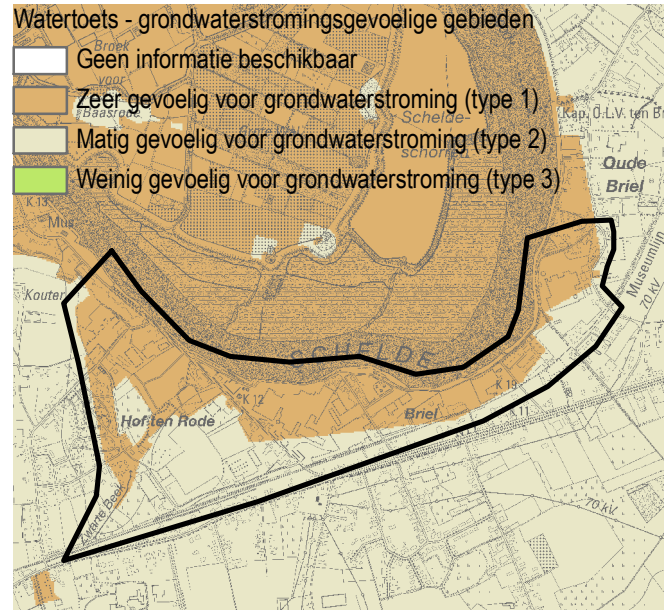 Watertoets - grondwaterstromingsgevoelige gebieden
Geen informatie beschikbaar
Zeer gevoelig voor grondwaterstroming (type 1)
Matig gevoelig voor grondwaterstroming (type 2)
Weinig gevoelig voor grondwaterstroming (type 3)
Broek
voor
Baasrode
Schelde-
schorren
Kap. O.L.V. ten Br
Oude
Briel
K 13
Mus.
Kouter
Museumlijn
70 kV.
SCHELDE
Hof ten Rode
K 12
Briel
K 19
K 11
Zwarte Beek
70 kV.